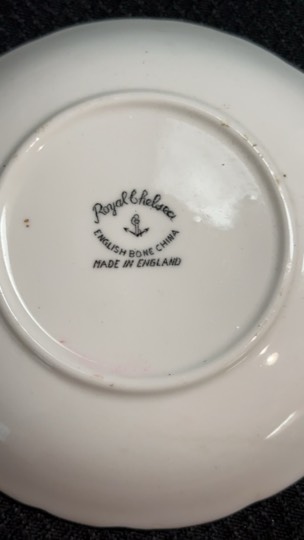 Royal Chelsea
ENGLISH BONE CHINA
MADE IN ENGLAND